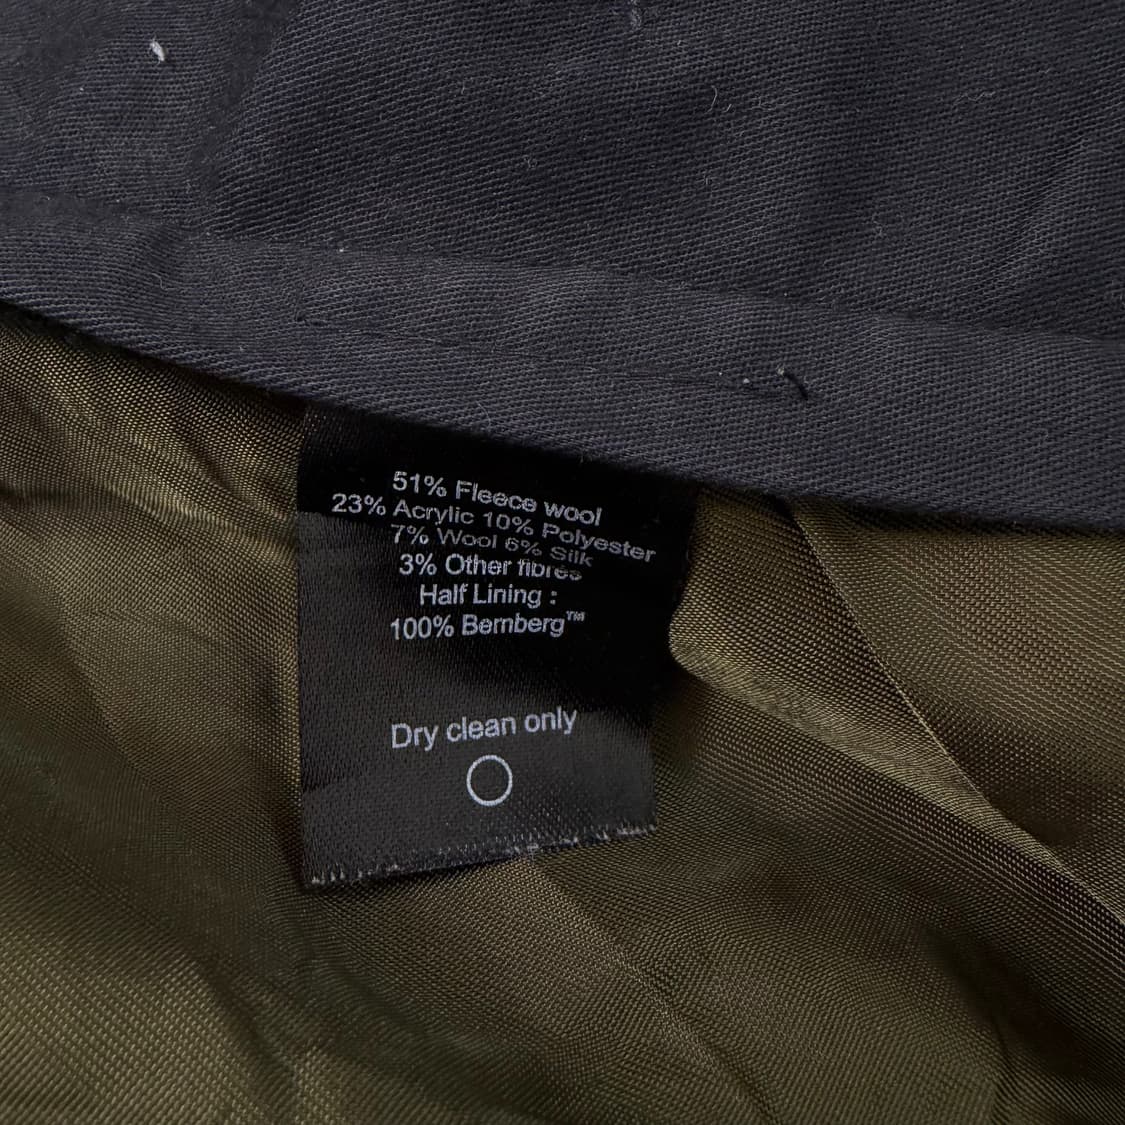 51% Fleece wool
23% Acrylic 10% Polyester
7% Wool 6% Silk
3% Other fibres
Half Lining :
100% Bemberg™
Dry clean only